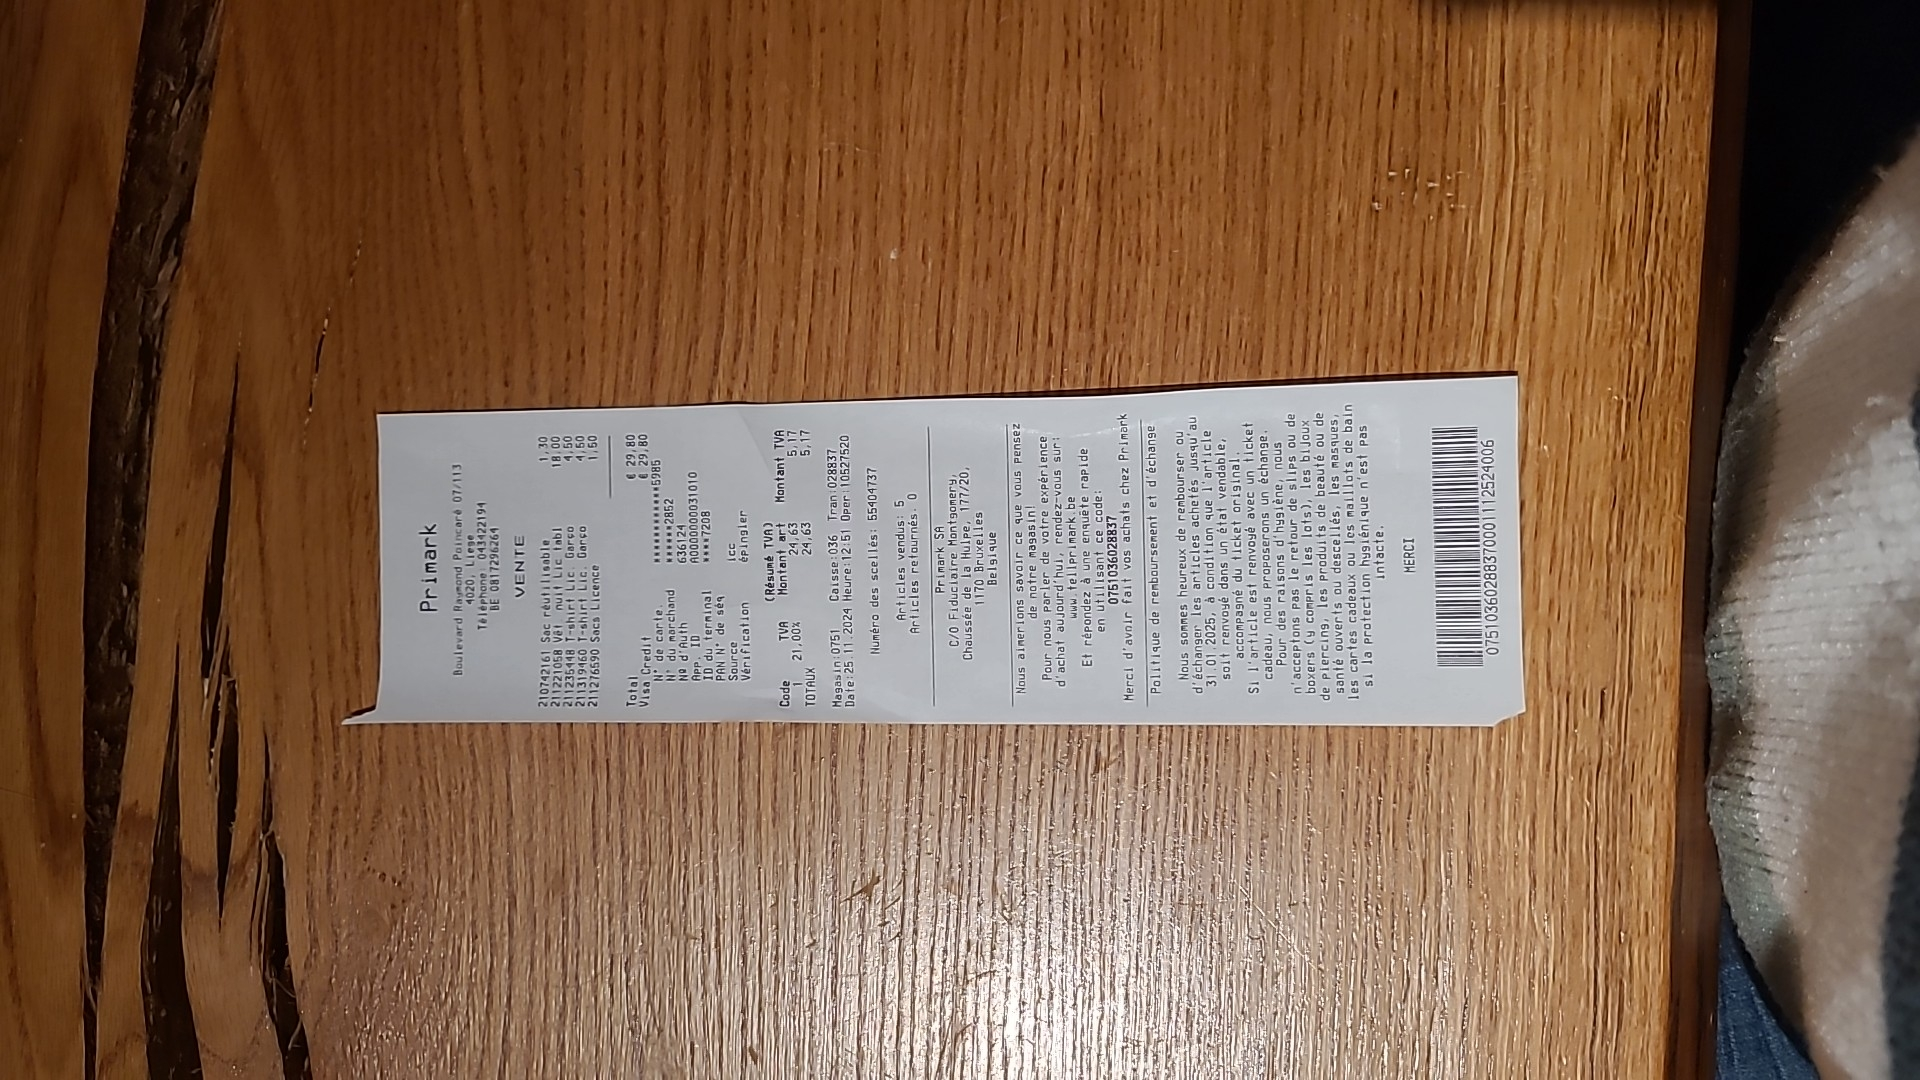 Primark
Boulevard Raymond Poincaré 07/113
4020, Liege
Téléphone: 043422194
BE 0817296264
VENTE
210742161 Sac réutilisable 1,30
211221058 Vêt nuit Lic tabl 18,00
211235448 T-shirt Lic. Garço 4,50
211319460 T-shirt Lic. Garço 4,50
211276590 Sacs Licence 1,50
Total € 29,80
Visa Credit € 29,80
N° de carte. ************5985
N° du marchand ******2852
N0 d'Auth 636124
App. ID A0000000031010
ID du terminal ****7208
PAN N° de séq
Source icc
Vérification épingler
(Résumé TVA)
Code TVA Montant art Montant TVA
1 21,00% 24,63 5,17
TOTAUX 24,63 5,17
Magasin:0751 Caisse:036 Tran:028837
Date:25.11.2024 Heure:12:51 Oper:10527520
Numéro des scellés: 55404737
Articles vendus: 5
Articles retournés: 0
Primark SA
C/O Fiduciaire Montgomery,
Chaussée de la Hulpe, 177/20,
1170 Bruxelles
Belgique
Nous aimerions savoir ce que vous pensez
de notre magasin!
Pour nous parler de votre expérience
d'achat aujourd'hui, rendez-vous sur:
www.tellprimark.be
Et répondez à une enquête rapide
en utilisant ce code:
075103602883​7
Merci d'avoir fait vos achats chez Primark
Politique de remboursement et d'échange.
Nous sommes heureux de rembourser ou
d'échanger les articles achetés jusqu'au
31.01.2025, à condition que l'article
soit renvoyé dans un état vendable,
accompagné du ticket original.
Si l'article est renvoyé avec un ticket
cadeau, nous proposerons un échange.
Pour des raisons d'hygiène, nous
n'acceptons pas le retour de slips ou de
boxers (y compris les lots), les bijoux
de piercing, les produits de beauté ou de
santé ouverts ou descellés, les masques,
les cartes cadeaux ou les maillots de bain
si la protection hygiénique n'est pas
intacte.
MERCI
07510360288370001112524006